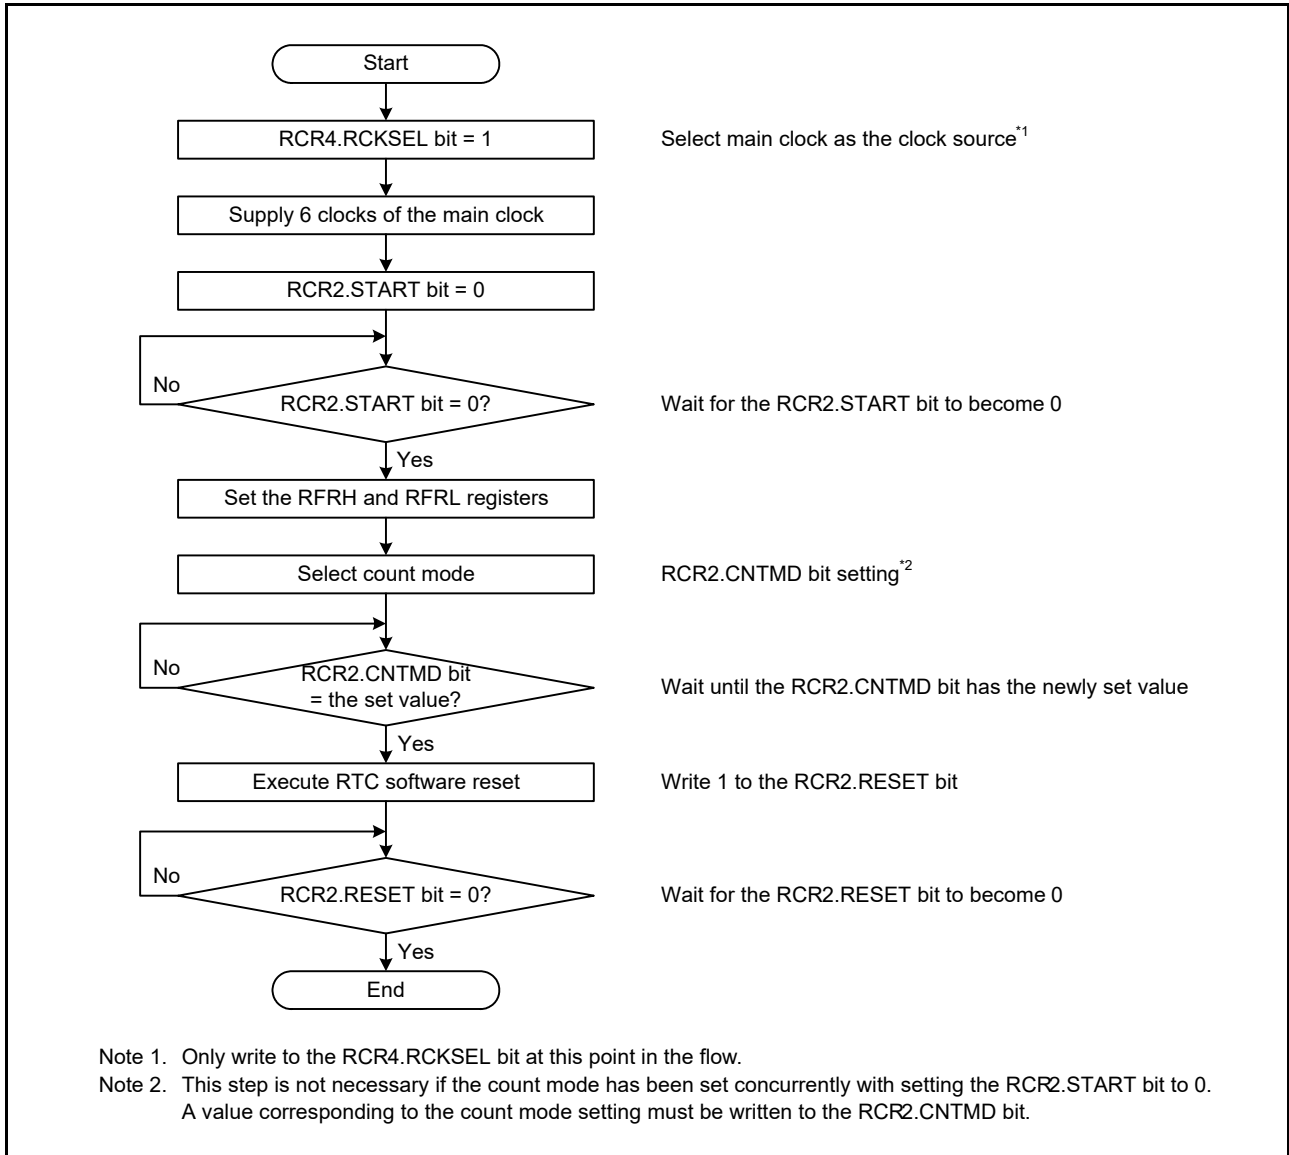 Start
RCR4.RCKSEL bit = 1
Select main clock as the clock source*1
Supply 6 clocks of the main clock
RCR2.START bit = 0
No
RCR2.START bit = 0?
Wait for the RCR2.START bit to become 0
Yes
Set the RFRH and RFRL registers
Select count mode
RCR2.CNTMD bit setting*2
No
RCR2.CNTMD bit
= the set value?
Wait until the RCR2.CNTMD bit has the newly set value
Yes
Execute RTC software reset
Write 1 to the RCR2.RESET bit
No
RCR2.RESET bit = 0?
Wait for the RCR2.RESET bit to become 0
Yes
End
Note 1. Only write to the RCR4.RCKSEL bit at this point in the flow.
Note 2. This step is not necessary if the count mode has been set concurrently with setting the RCR2.START bit to 0.
A value corresponding to the count mode setting must be written to the RCR2.CNTMD bit.